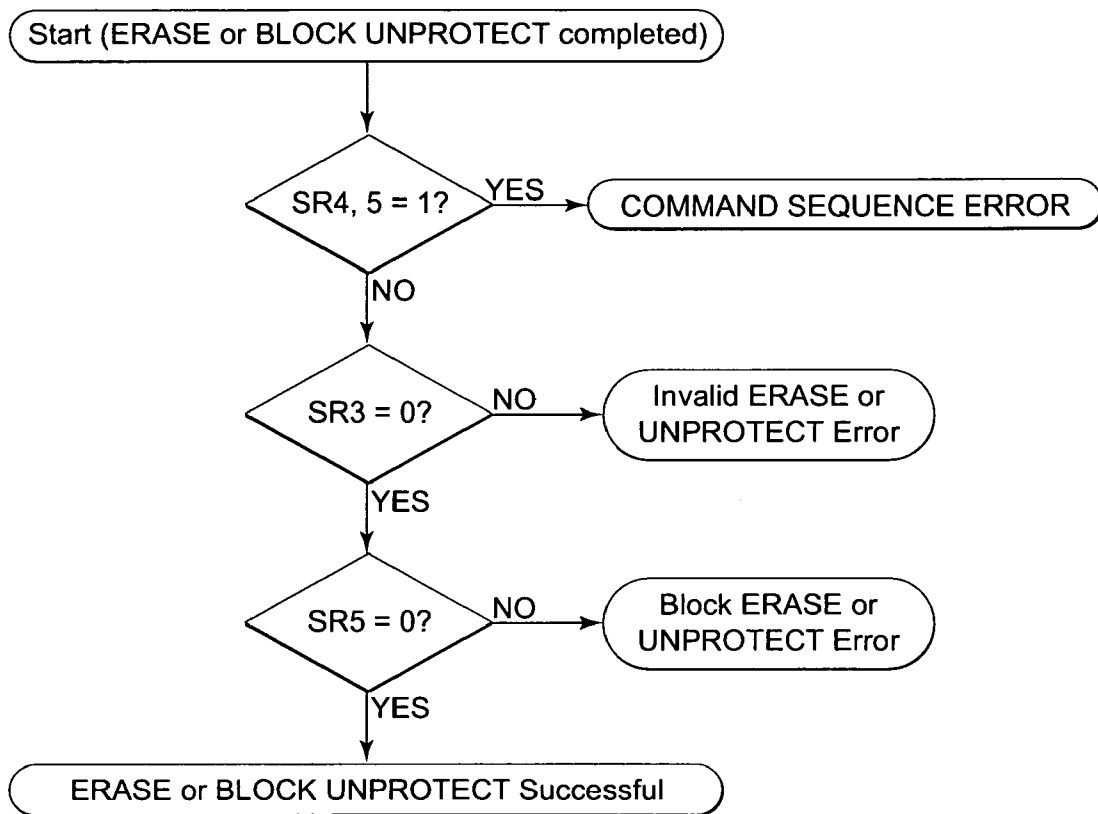 Start (ERASE or BLOCK UNPROTECT completed)
SR4, 5 = 1?
YES
COMMAND SEQUENCE ERROR
NO
SR3 = 0?
NO
Invalid ERASE or
UNPROTECT Error
YES
SR5 = 0?
NO
Block ERASE or
UNPROTECT Error
YES
ERASE or BLOCK UNPROTECT Successful